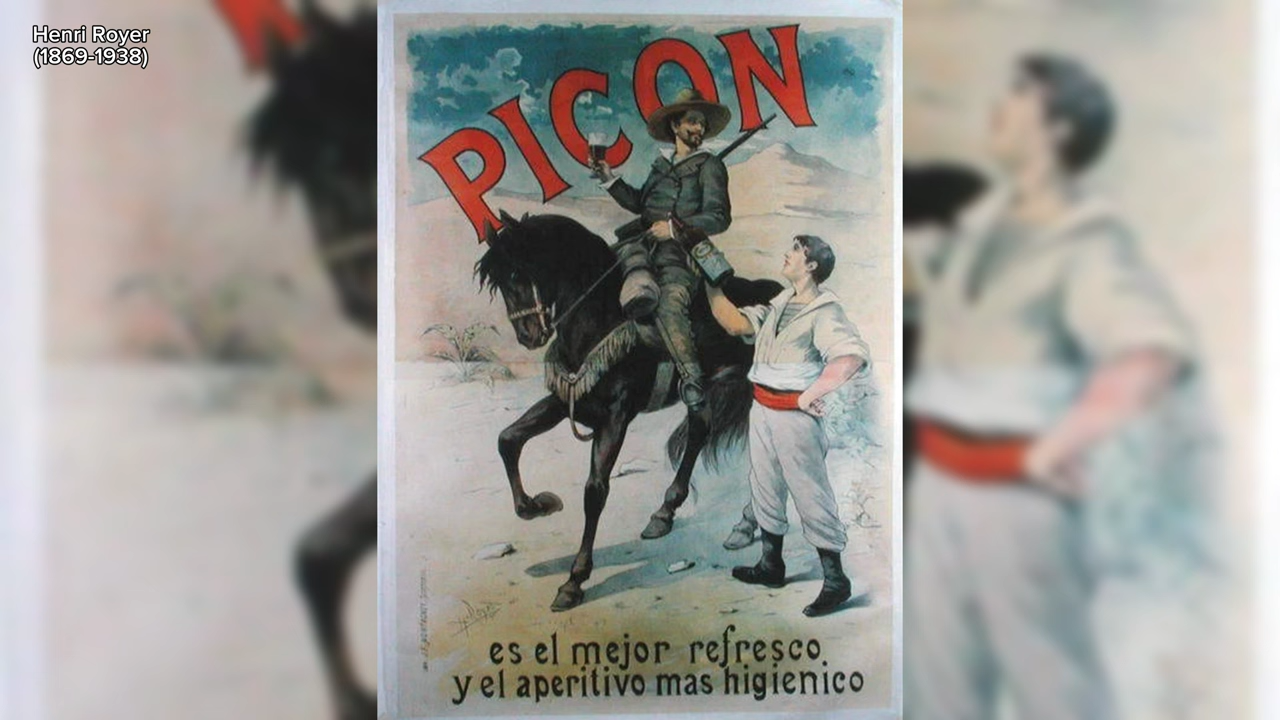 Henri Royer
(1869-1938)
PICON
es el mejor refresco
y el aperitivo mas higienico